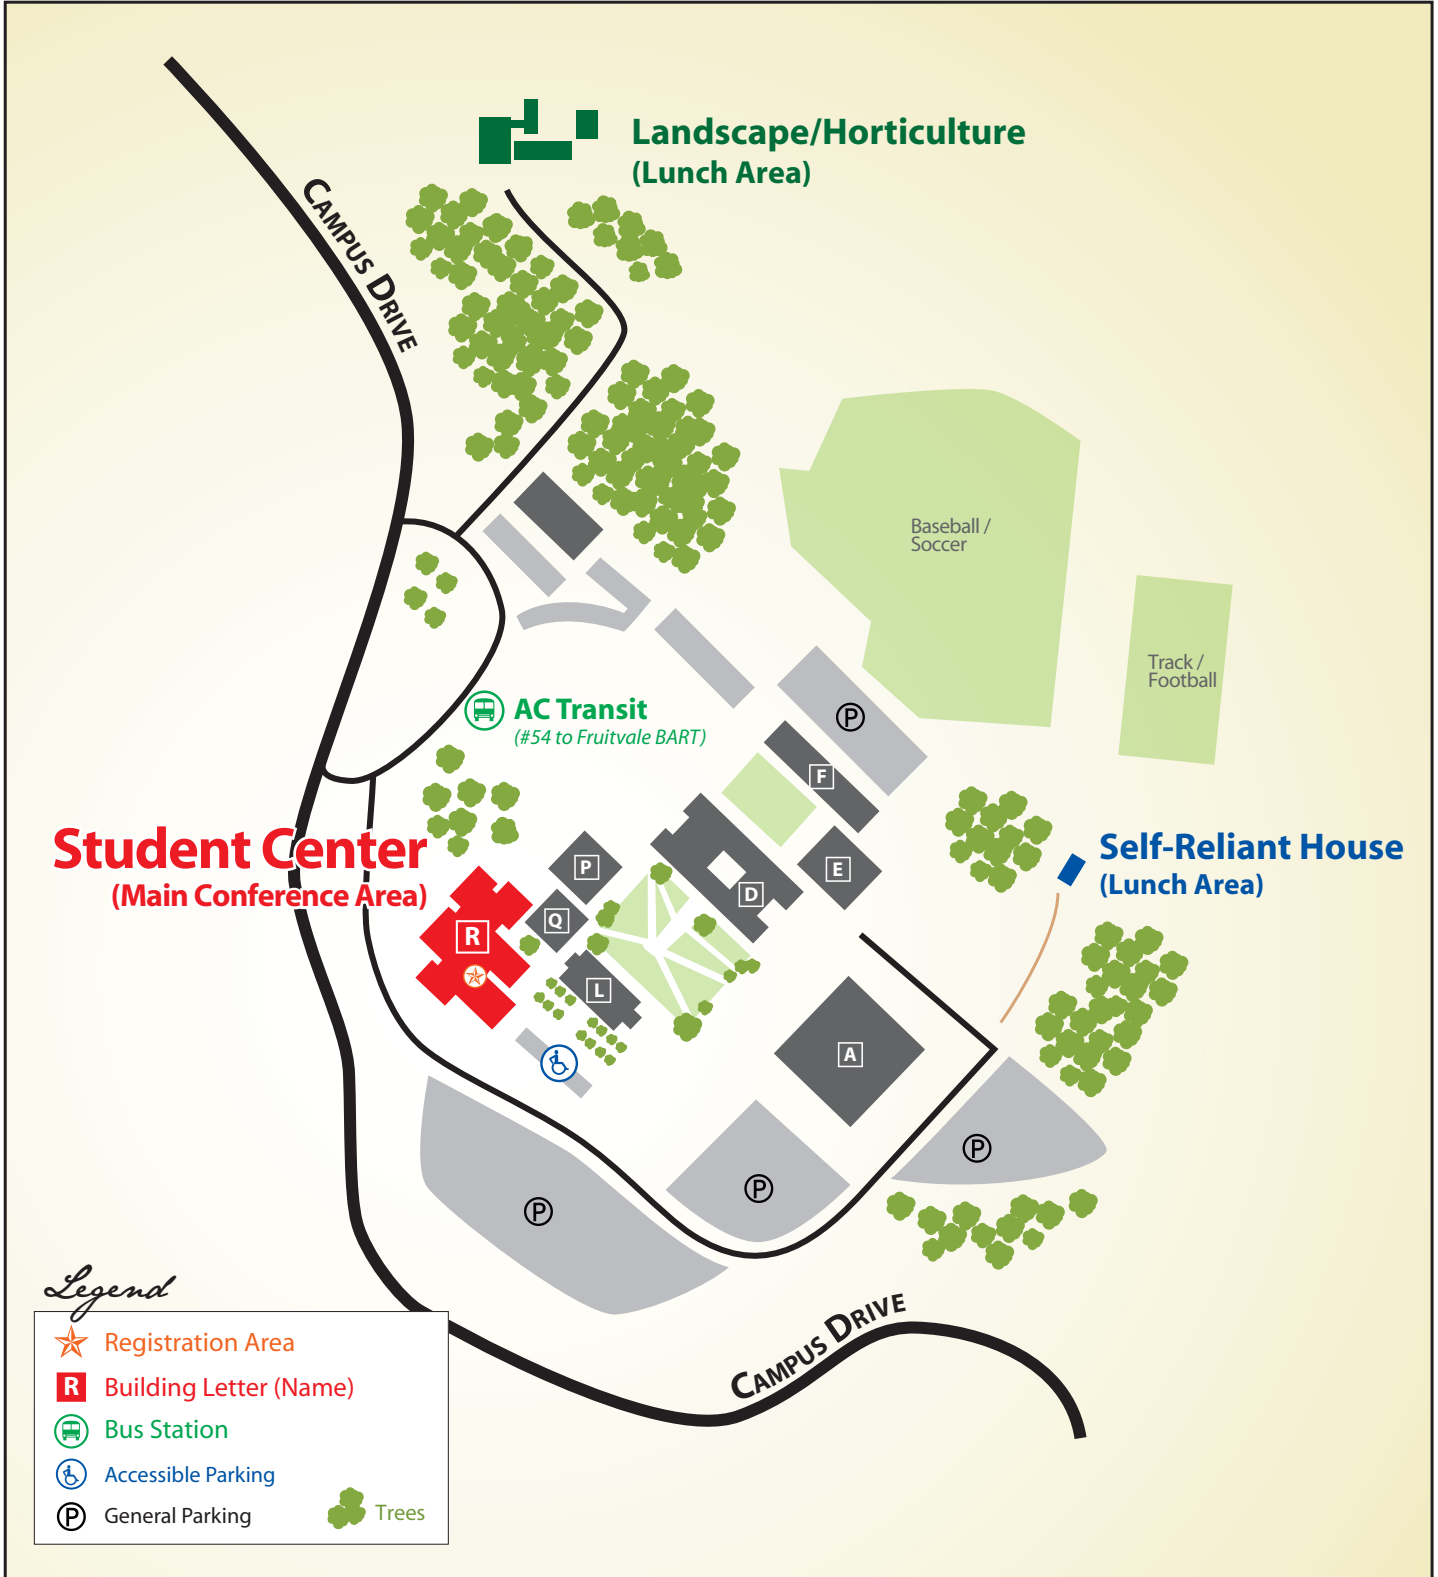 Landscape/Horticulture
(Lunch Area)
CAMPUS DRIVE
Baseball /
Soccer
Track /
Football
AC Transit
(#54 to Fruitvale BART)
P
F
Student Center
(Main Conference Area)
Self-Reliant House
(Lunch Area)
P
E
D
Q
R
L
A
P
P
P
CAMPUS DRIVE
Legend
Registration Area
R Building Letter (Name)
Bus Station
Accessible Parking
P General Parking
Trees